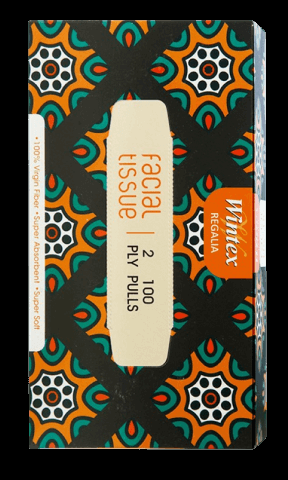 Wintex
REGALIA
facial
tissue
2 100
PLY PULLS
•100% Virgin Fiber •Super Absorbent •Super Soft